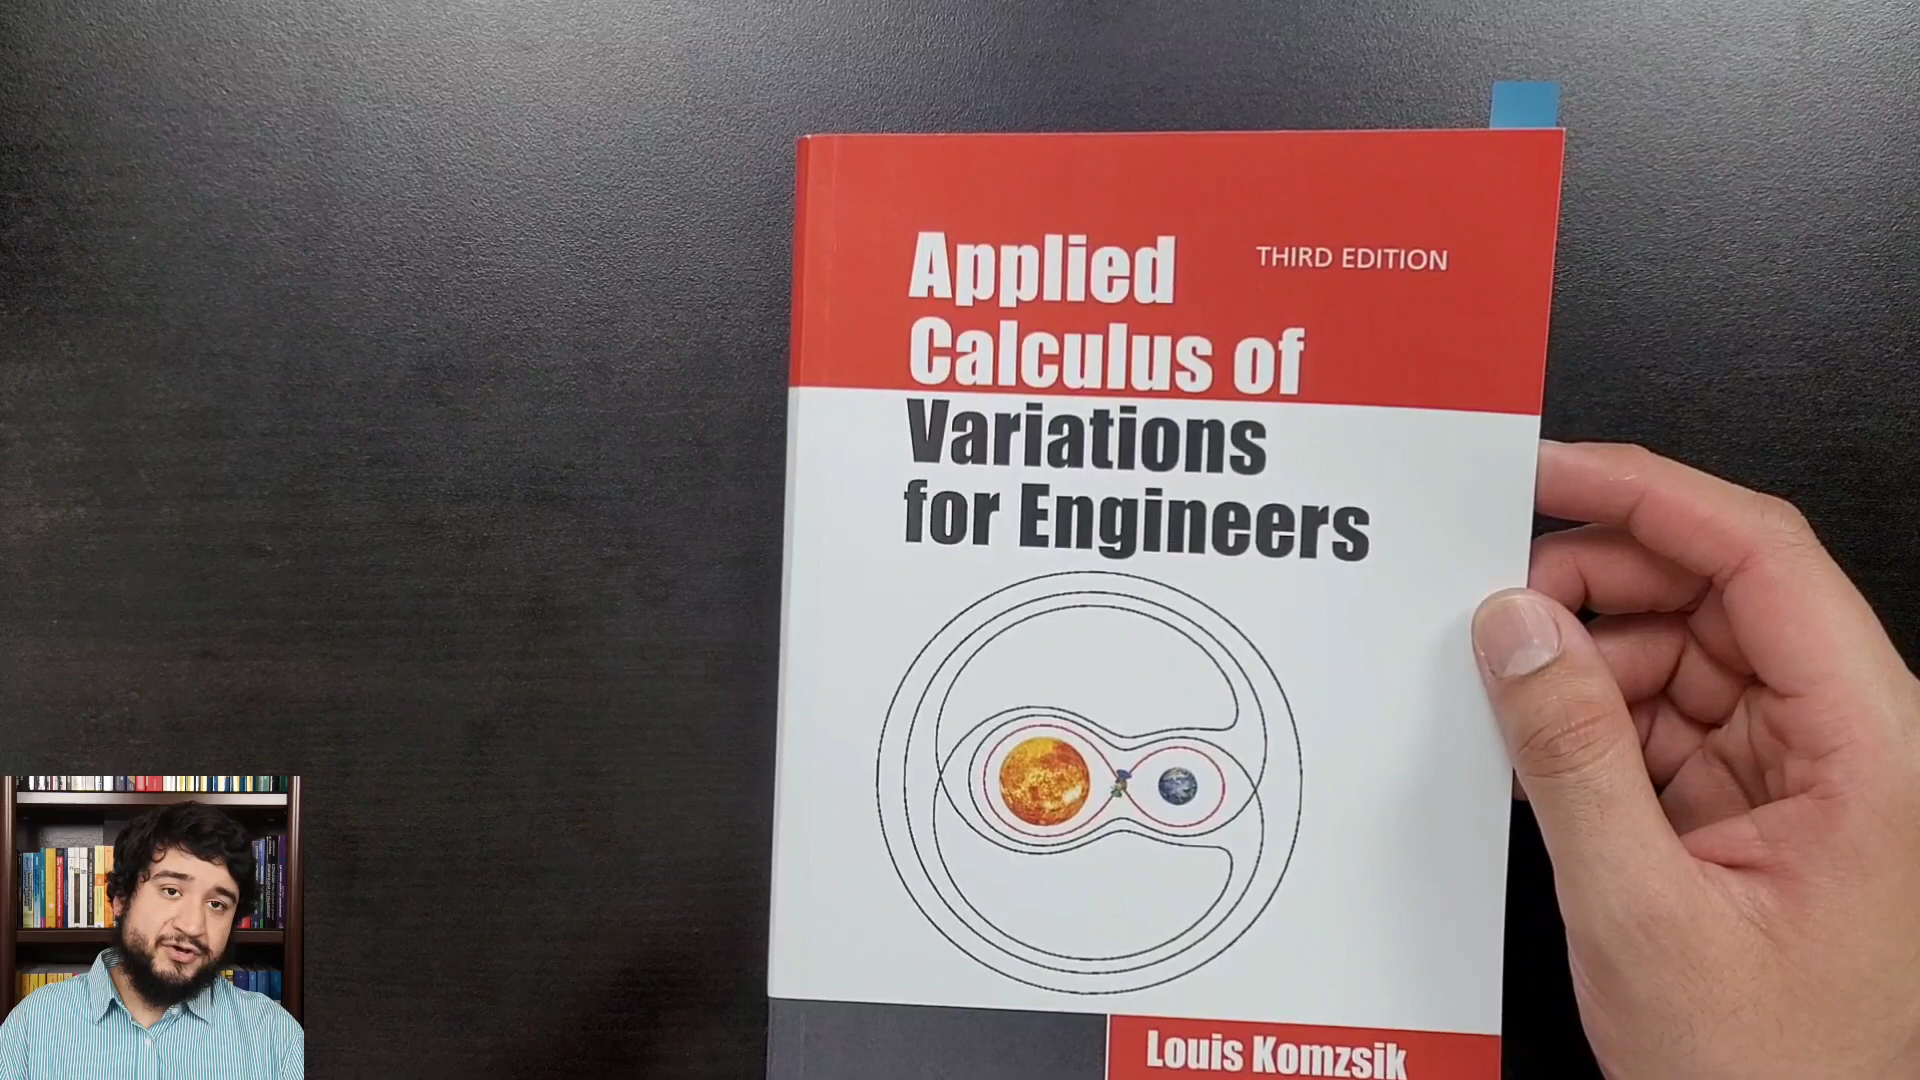 Applied
THIRD EDITION
Calculus of
Variations
for Engineers
Louis Komzsik